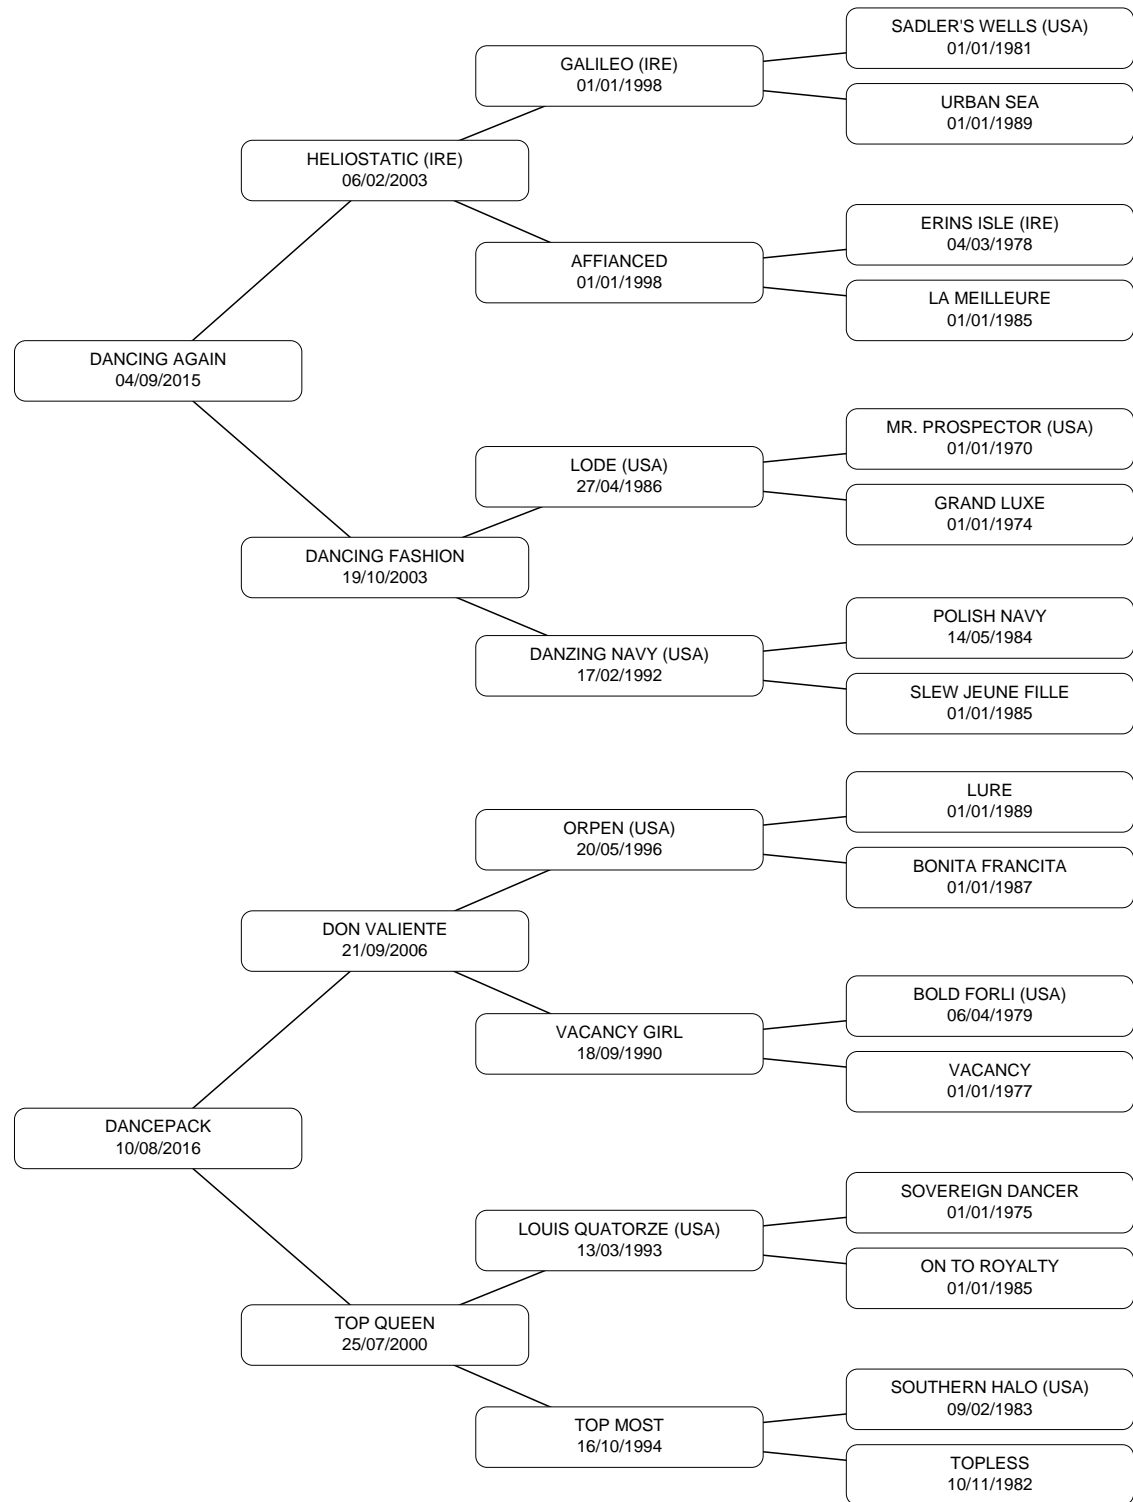 SADLER'S WELLS (USA)
01/01/1981
GALILEO (IRE)
01/01/1998
URBAN SEA
01/01/1989
HELIOSTATIC (IRE)
06/02/2003
ERINS ISLE (IRE)
04/03/1978
AFFIANCED
01/01/1998
LA MEILLEURE
01/01/1985
DANCING AGAIN
04/09/2015
MR. PROSPECTOR (USA)
01/01/1970
LODE (USA)
27/04/1986
GRAND LUXE
01/01/1974
DANCING FASHION
19/10/2003
POLISH NAVY
14/05/1984
DANZING NAVY (USA)
17/02/1992
SLEW JEUNE FILLE
01/01/1985
LURE
01/01/1989
ORPEN (USA)
20/05/1996
BONITA FRANCITA
01/01/1987
DON VALIENTE
21/09/2006
BOLD FORLI (USA)
06/04/1979
VACANCY GIRL
18/09/1990
VACANCY
01/01/1977
DANCEPACK
10/08/2016
SOVEREIGN DANCER
01/01/1975
LOUIS QUATORZE (USA)
13/03/1993
ON TO ROYALTY
01/01/1985
TOP QUEEN
25/07/2000
SOUTHERN HALO (USA)
09/02/1983
TOP MOST
16/10/1994
TOPLESS
10/11/1982